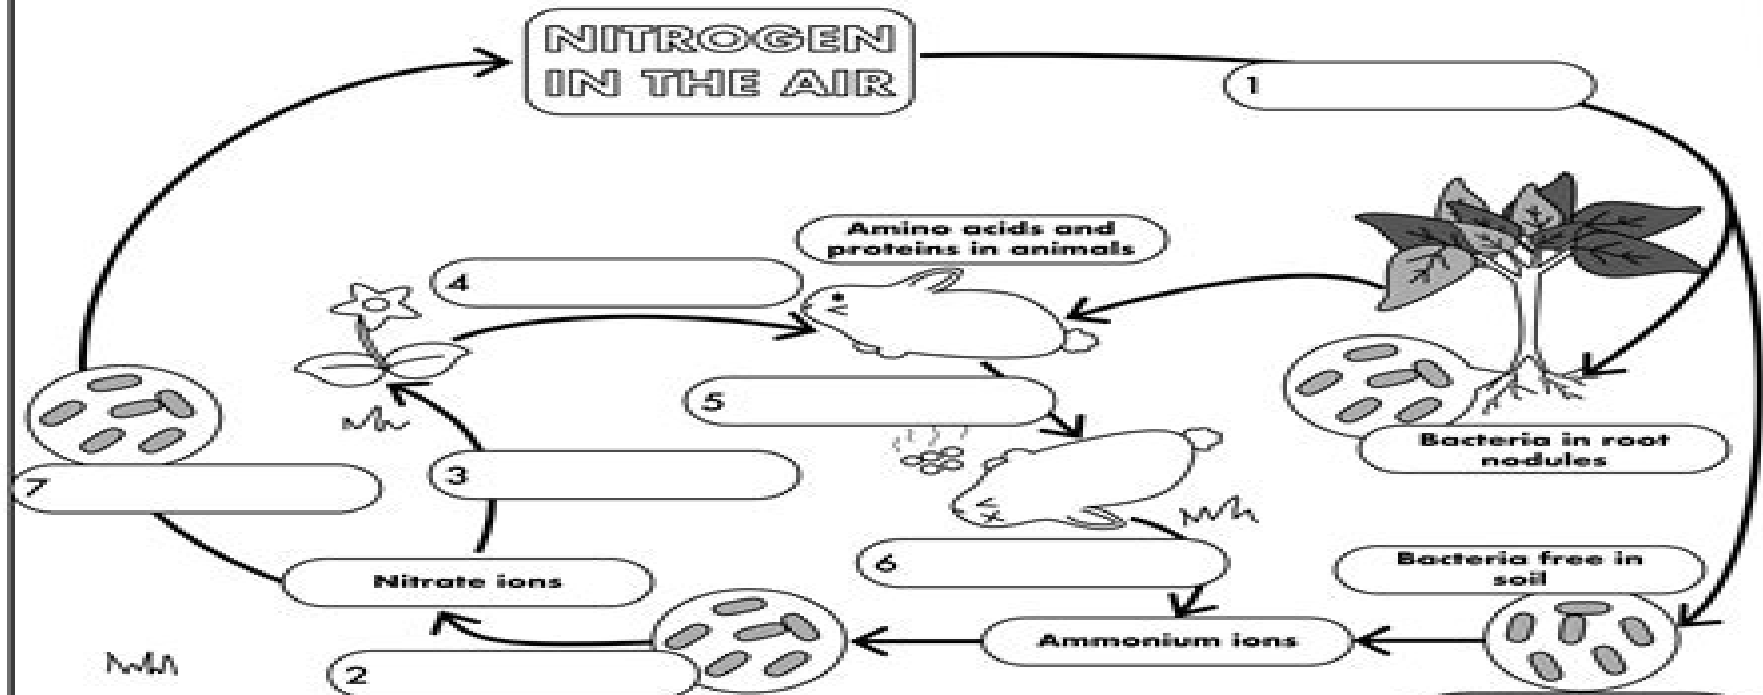 NITROGEN
IN THE AIR
1
Amino acids and
proteins in animals
4
5
Bacteria in root
nodules
3
7
6
Bacteria free in
soil
Nitrate ions
Ammonium ions
2